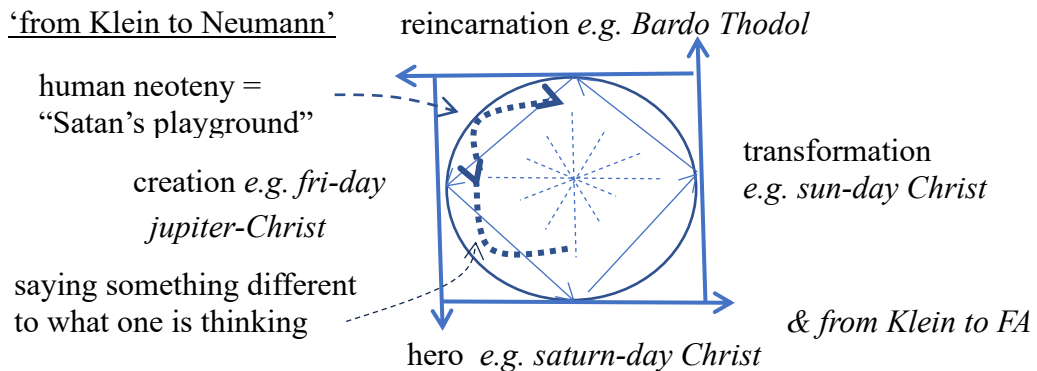 ‘from Klein to Neumann’
reincarnation e.g. Bardo Thodol
human neoteny =
“Satan’s playground”
creation e.g. fri-day
jupiter-Christ
transformation
e.g. sun-day Christ
saying something different
to what one is thinking
& from Klein to FA
hero e.g. saturn-day Christ